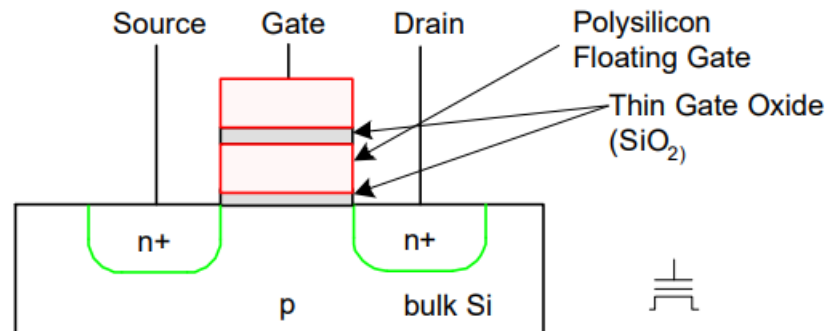 Source
Gate
Drain
Polysilicon
Floating Gate
Thin Gate Oxide
(SiO2)
n+
n+
p
bulk Si